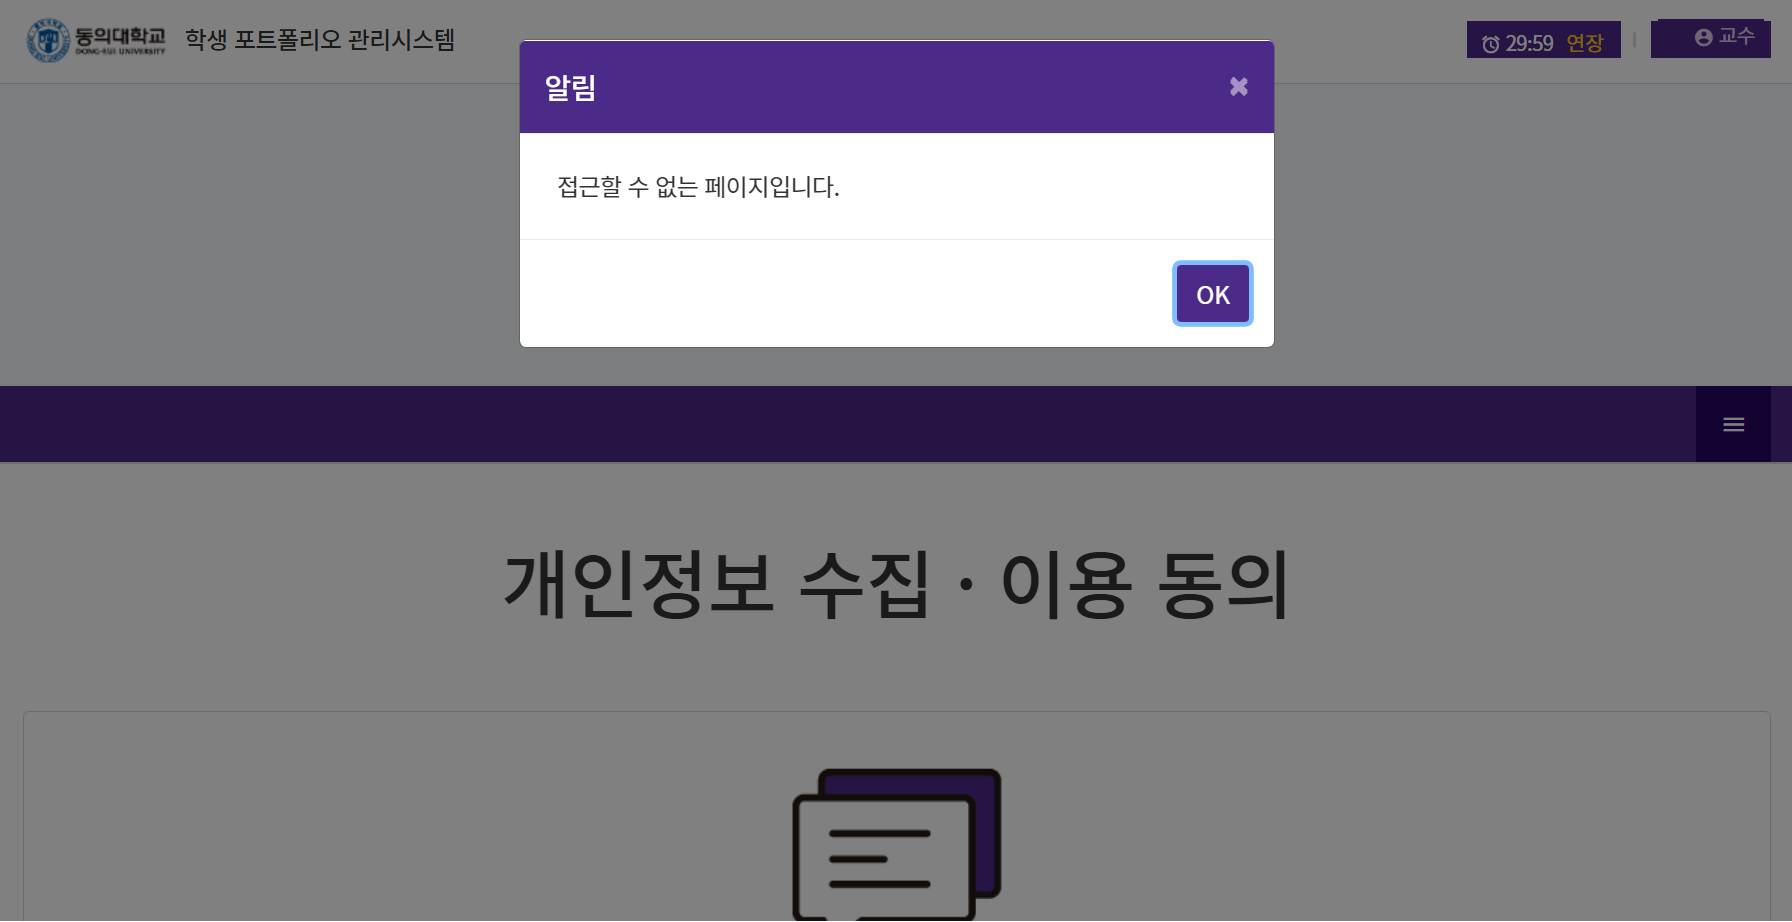 동의대학교
DONG-EUI UNIVERSITY
학생 포트폴리오 관리시스템
29:59 연장
교수
알림
접근할 수 없는 페이지입니다.
OK
개인정보 수집 · 이용 동의